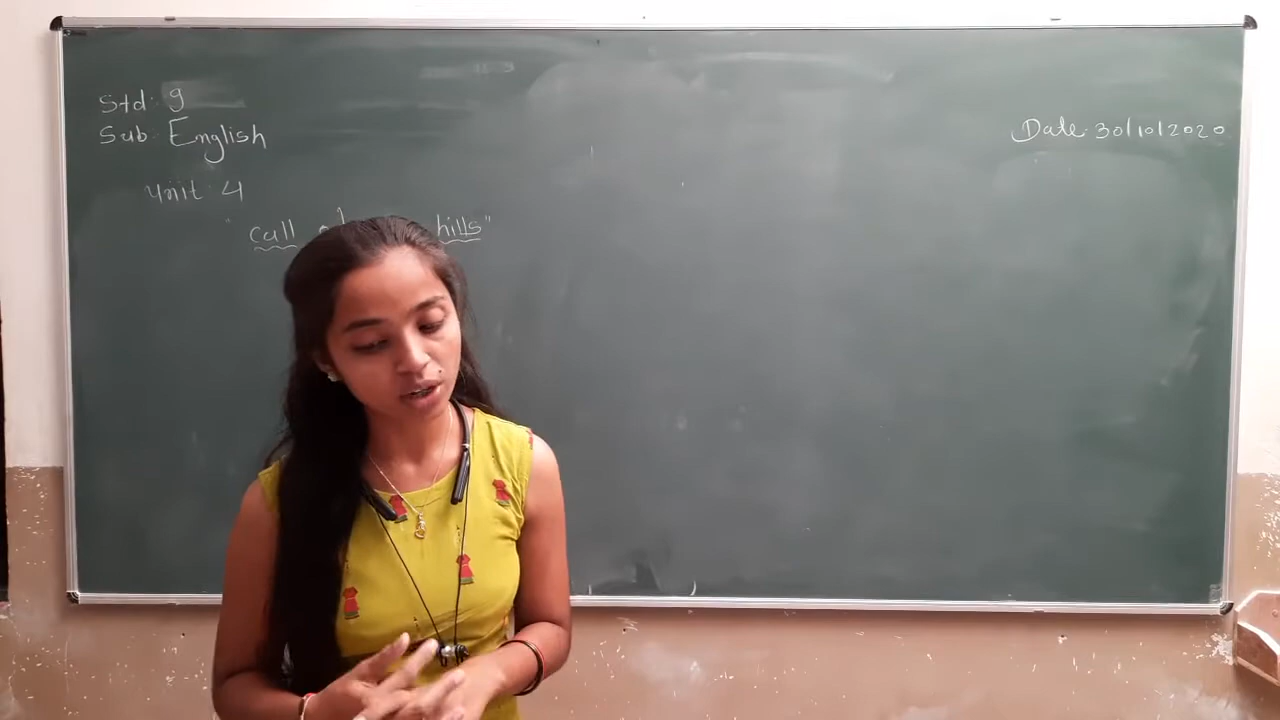 Std: 9
Sub: English
Date: 30/10/2020
Unit: 4
"call hills"